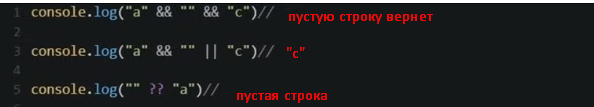 1 console.log("a" && "" && "c")// пустую строку вернет
2
3 console.log("a" && "" || "c")// "c"
4
5 console.log("" ?? "a")// пустая строка